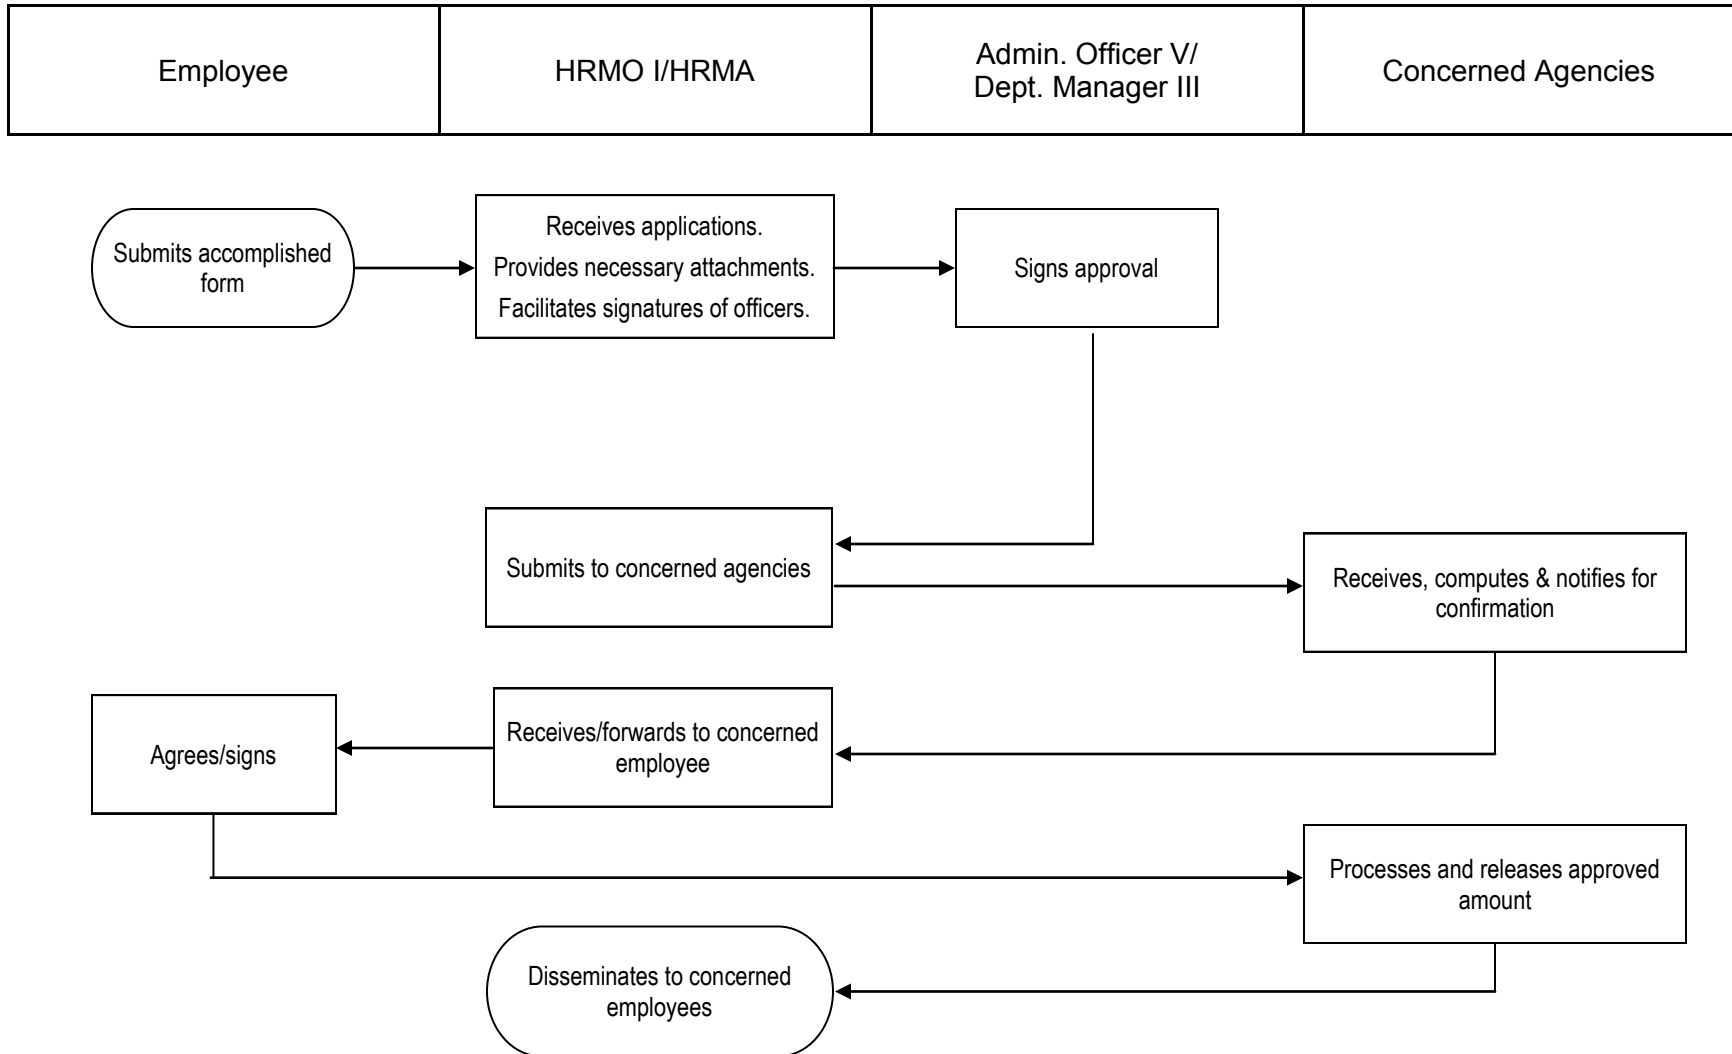 Employee
HRMO I/HRMA
Admin. Officer V/
Dept. Manager III
Concerned Agencies
Submits accomplished
form
Receives applications.
Provides necessary attachments.
Facilitates signatures of officers.
Signs approval
Submits to concerned agencies
Receives, computes & notifies for
confirmation
Receives/forwards to concerned
employee
Agrees/signs
Processes and releases approved
amount
Disseminates to concerned
employees